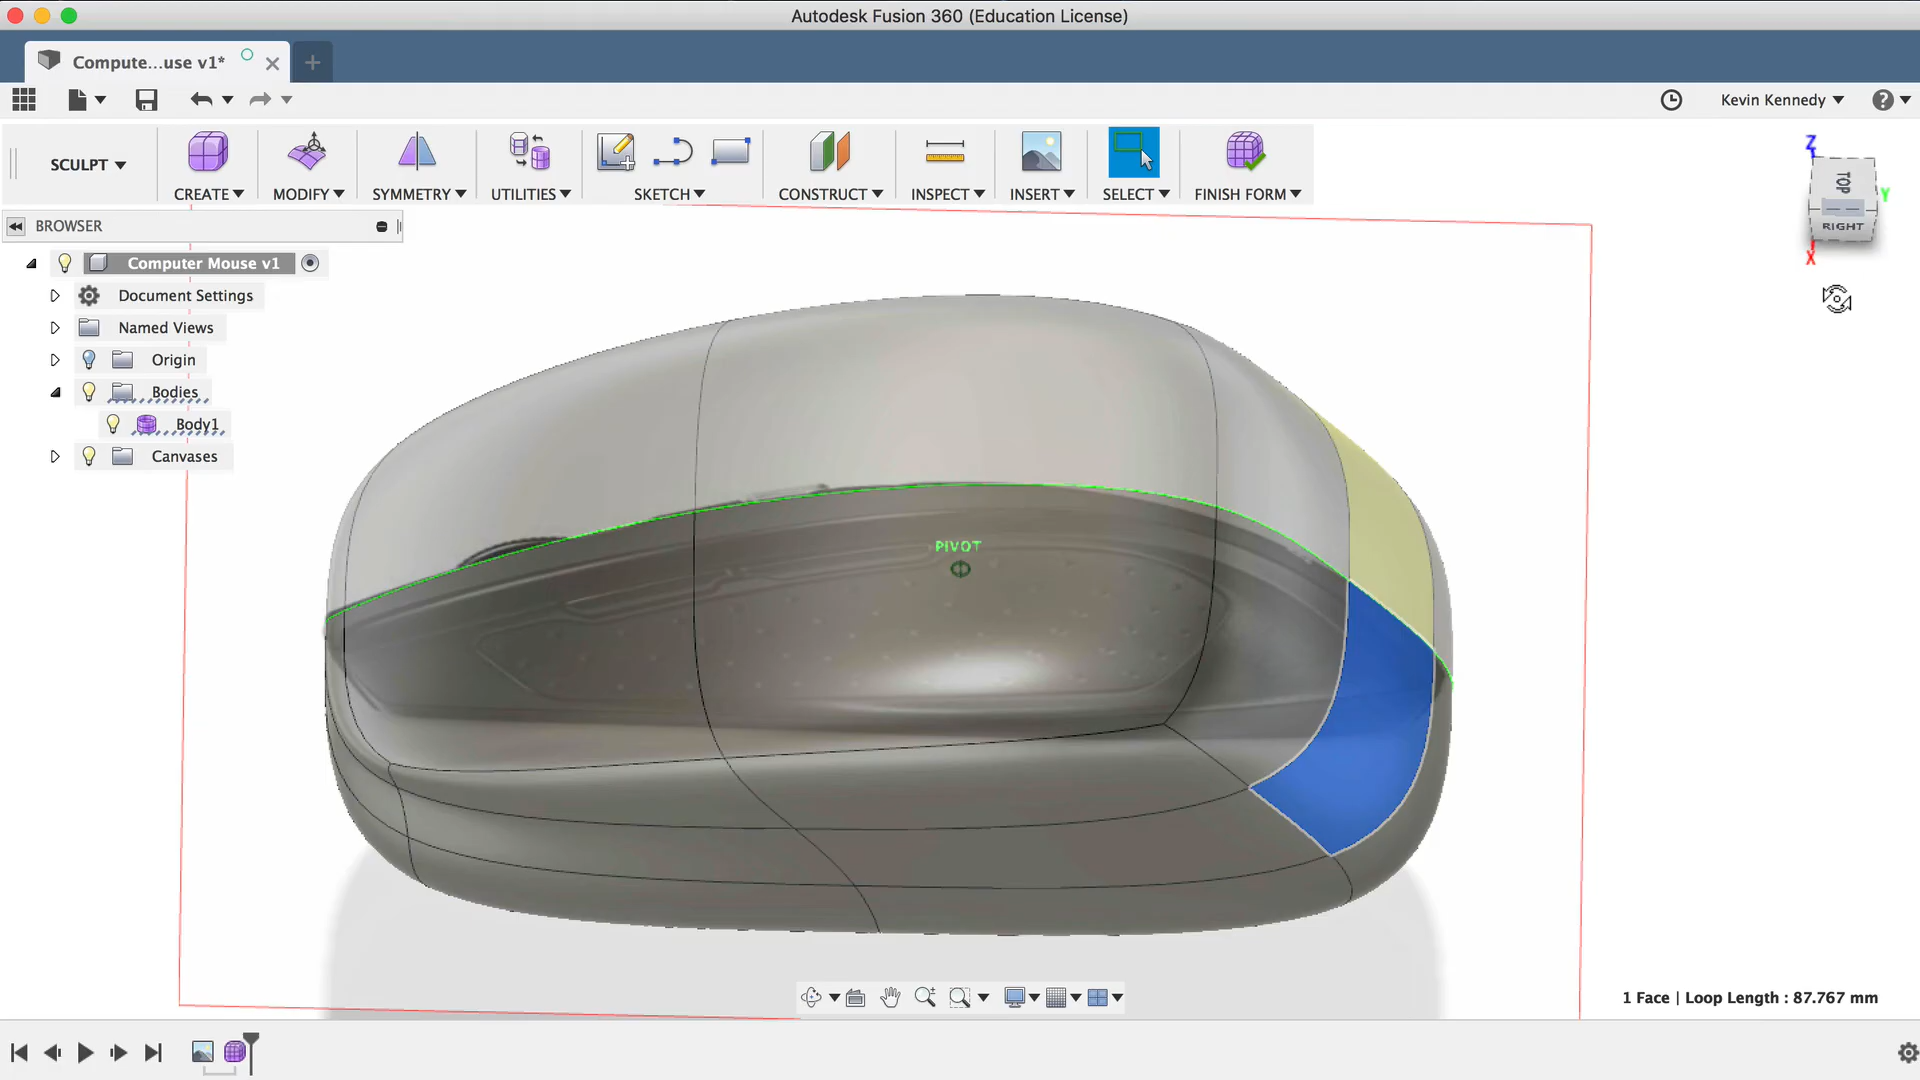 Autodesk Fusion 360 (Education License)
Compute...use v1*
Kevin Kennedy
SCULPT
CREATE
MODIFY
SYMMETRY
UTILITIES
SKETCH
CONSTRUCT
INSPECT
INSERT
SELECT
FINISH FORM
BROWSER
Computer Mouse v1
Document Settings
Named Views
Origin
Bodies
Body1
Canvases
Z
TOP
Y
RIGHT
X
PIVOT
1 Face | Loop Length : 87.767 mm